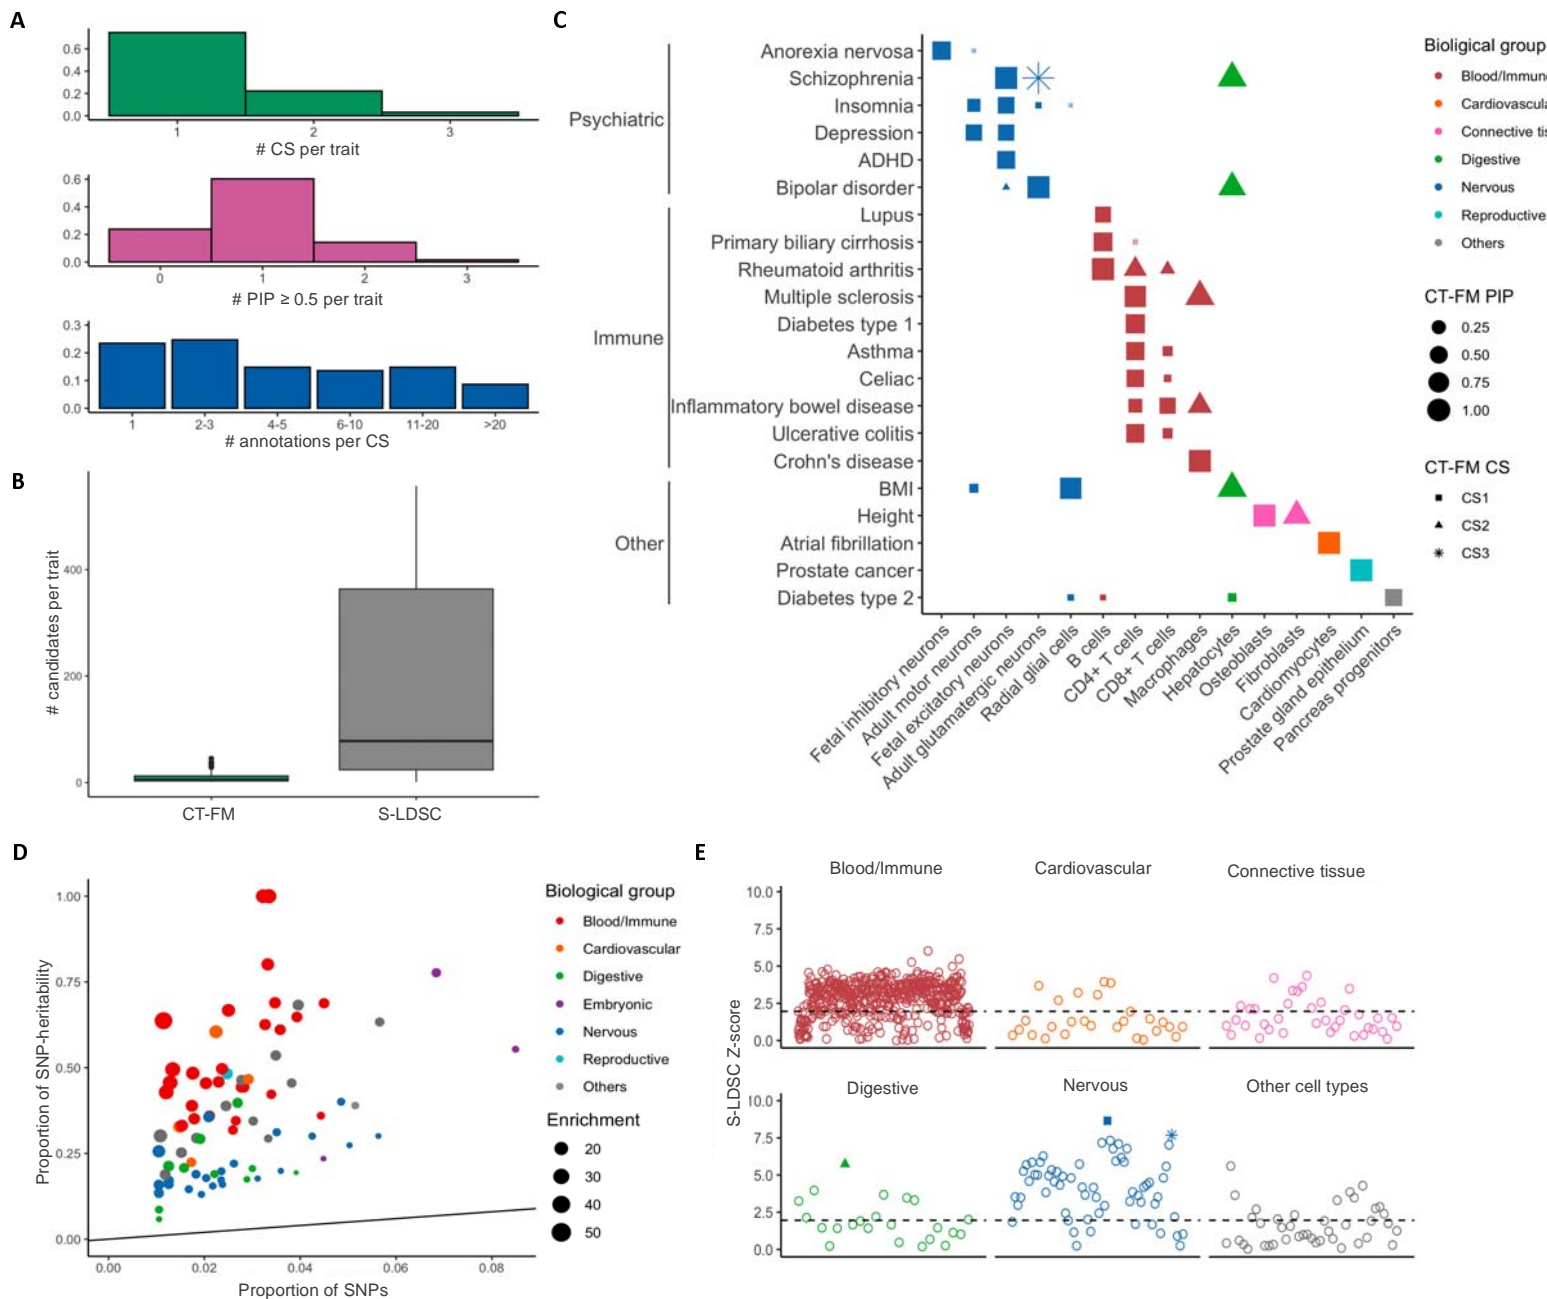 A
0.6
0.4
0.2
0.0
1
2
3
# CS per trait
0.6
0.4
0.2
0.0
0
1
2
3
# PIP ≥ 0.5 per trait
0.3
0.2
0.1
0.0
1
2-3
4-5
6-10
11-20
>20
# annotations per CS
B
# candidates per trait
400
200
0
CT-FM
S-LDSC
C
Psychiatric
Immune
Other
Anorexia nervosa
Schizophrenia
Insomnia
Depression
ADHD
Bipolar disorder
Lupus
Primary biliary cirrhosis
Rheumatoid arthritis
Multiple sclerosis
Diabetes type 1
Asthma
Celiac
Inflammatory bowel disease
Ulcerative colitis
Crohn's disease
BMI
Height
Atrial fibrillation
Prostate cancer
Diabetes type 2
Fetal inhibitory neurons
Adult motor neurons
Fetal excitatory neurons
Adult glutamatergic neurons
Radial glial cells
B cells
CD4+ T cells
CD8+ T cells
Macrophages
Hepatocytes
Osteoblasts
Fibroblasts
Cardiomyocytes
Prostate gland epithelium
Pancreas progenitors
Bioligical group
Blood/Immune
Cardiovascula
Connective tis
Digestive
Nervous
Reproductive
Others
CT-FM PIP
0.25
0.50
0.75
1.00
CT-FM CS
CS1
CS2
CS3
D
Proportion of SNP-heritability
1.00
0.75
0.50
0.25
0.00
0.00
0.02
0.04
0.06
0.08
Proportion of SNPs
Biological group
Blood/Immune
Cardiovascular
Digestive
Embryonic
Nervous
Reproductive
Others
Enrichment
20
30
40
50
E
S-LDSC Z-score
Blood/Immune
Cardiovascular
Connective tissue
10.0
7.5
5.0
2.5
0.0
Digestive
Nervous
Other cell types
10.0
7.5
5.0
2.5
0.0